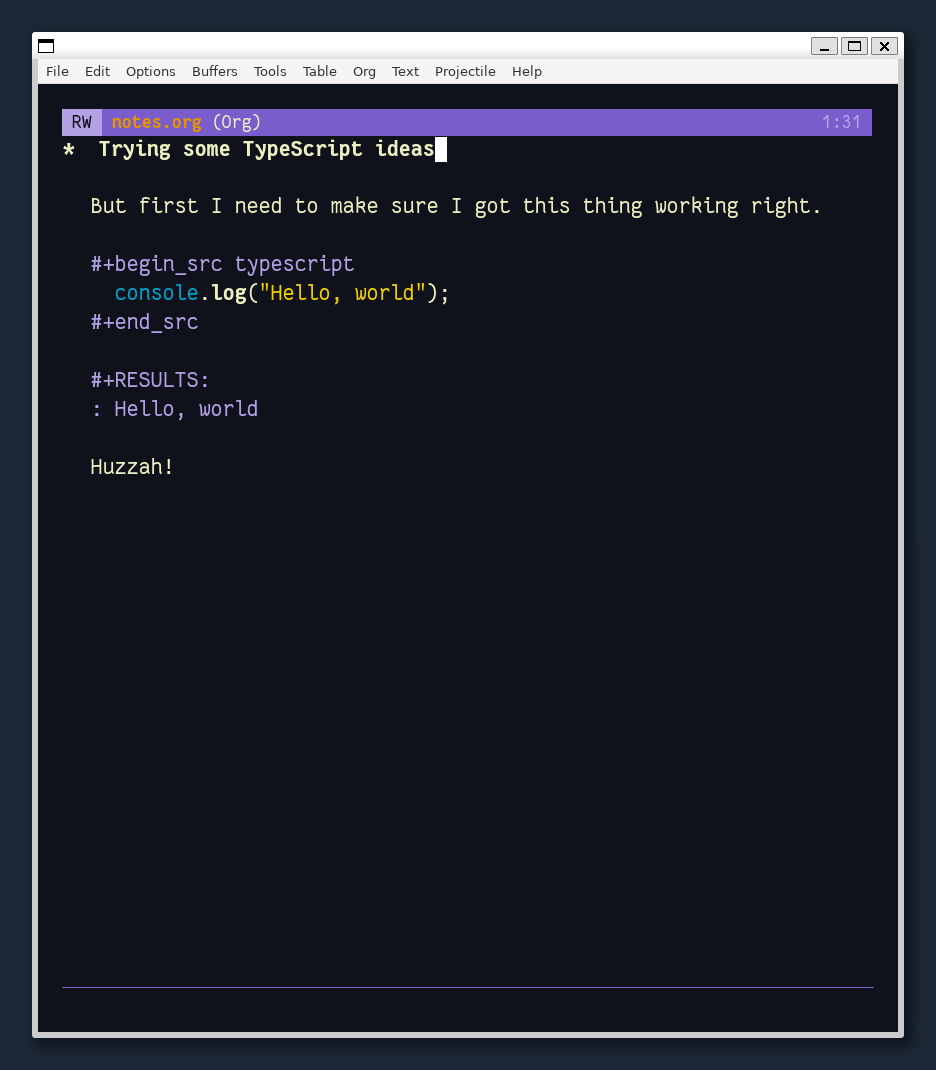 File Edit Options Buffers Tools Table Org Text Projectile Help
RW notes.org (Org) 1:31
* Trying some TypeScript ideas
But first I need to make sure I got this thing working right.
#+begin_src typescript
console.log("Hello, world");
#+end_src
#+RESULTS:
: Hello, world
Huzzah!